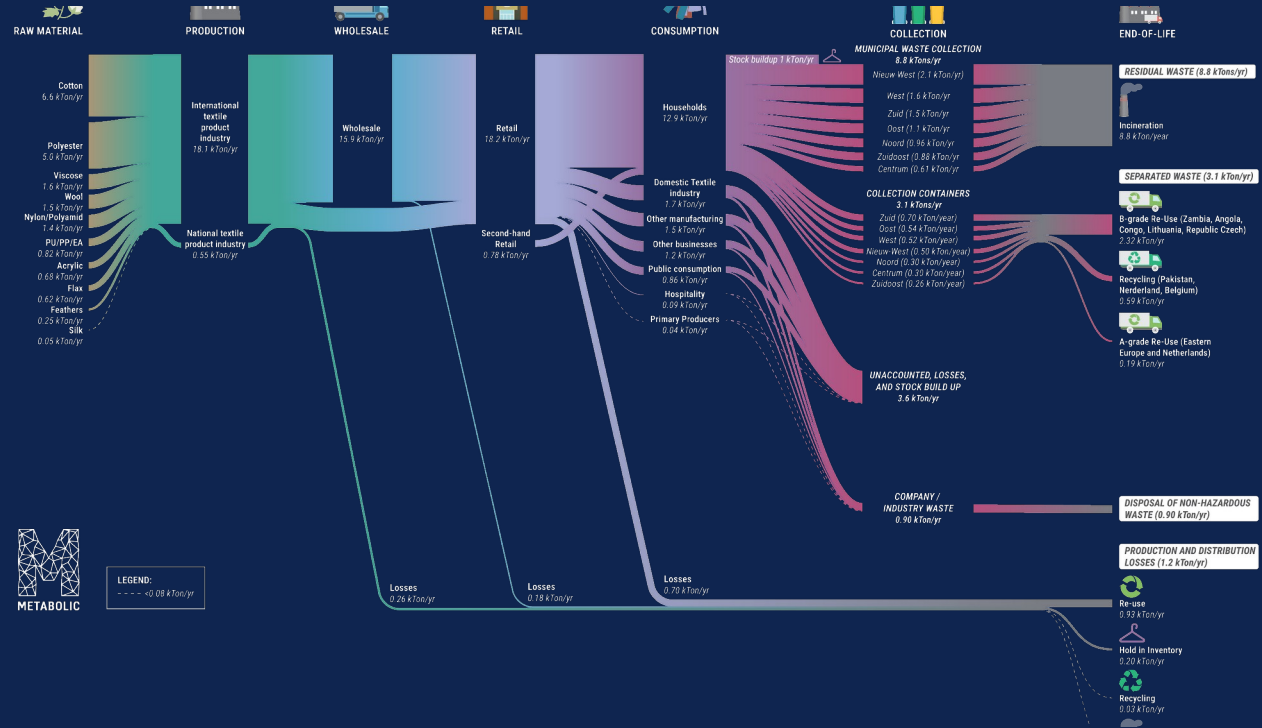 RAW MATERIAL
PRODUCTION
WHOLESALE
RETAIL
CONSUMPTION
COLLECTION
END-OF-LIFE
Cotton
6.6 kTon/yr
Polyester
5.0 kTon/yr
Viscose
1.6 kTon/yr
Wool
1.5 kTon/yr
Nylon/Polyamid
1.4 kTon/yr
PU/PP/EA
0.82 kTon/yr
Acrylic
0.68 kTon/yr
Flax
0.62 kTon/yr
Feathers
0.25 kTon/yr
Silk
0.05 kTon/yr
International
textile
product
industry
18.1 kTon/yr
National textile
product industry
0.55 kTon/yr
Wholesale
15.9 kTon/yr
Retail
18.2 kTon/yr
Second-hand
Retail
0.78 kTon/yr
Households
12.9 kTon/yr
Domestic Textile
industry
1.7 kTon/yr
Other manufacturing
1.5 kTon/yr
Other businesses
1.2 kTon/yr
Public consumption
0.86 kTon/yr
Hospitality
0.09 kTon/yr
Primary Producers
0.04 kTon/yr
Stock buildup 1 kTon/yr
MUNICIPAL WASTE COLLECTION
8.8 kTons/yr
Nieuw West (2.1 kTon/yr)
West (1.6 kTon/yr
Zuid (1.5 kTon/yr
Oost (1.1 kTon/yr
Noord (0.96 kTon/yr
Zuidoost (0.88 kTon/yr
Centrum (0.61 kTon/yr
COLLECTION CONTAINERS
3.1 kTons/yr
Zuid (0.70 kTon/year)
Oost (0.54 kTon/year)
West (0.52 kTon/year)
Nieuw-West (0.50 kTon/year)
Noord (0.30 kTon/year)
Centrum (0.30 kTon/year)
Zuidoost (0.26 kTon/year)
UNACCOUNTED, LOSSES,
AND STOCK BUILD UP
3.6 kTon/yr
COMPANY /
INDUSTRY WASTE
0.90 kTon/yr
RESIDUAL WASTE (8.8 kTons/yr)
Incineration
8.8 kTon/year
SEPARATED WASTE (3.1 kTon/yr)
B-grade Re-Use (Zambia, Angola,
Congo, Lithuania, Republic Czech)
2.32 kTon/yr
Recycling (Pakistan,
Nerderland, Belgium)
0.59 kTon/yr
A-grade Re-Use (Eastern
Europe and Netherlands)
0.19 kTon/yr
DISPOSAL OF NON-HAZARDOUS
WASTE (0.90 kTon/yr)
PRODUCTION AND DISTRIBUTION
LOSSES (1.2 kTon/yr)
Re-use
0.93 kTon/yr
Hold in Inventory
0.20 kTon/yr
Recycling
0.03 kTon/yr
Losses
0.26 kTon/yr
Losses
0.18 kTon/yr
Losses
0.70 kTon/yr
METABOLIC
LEGEND:
---- <0.08 kTon/yr